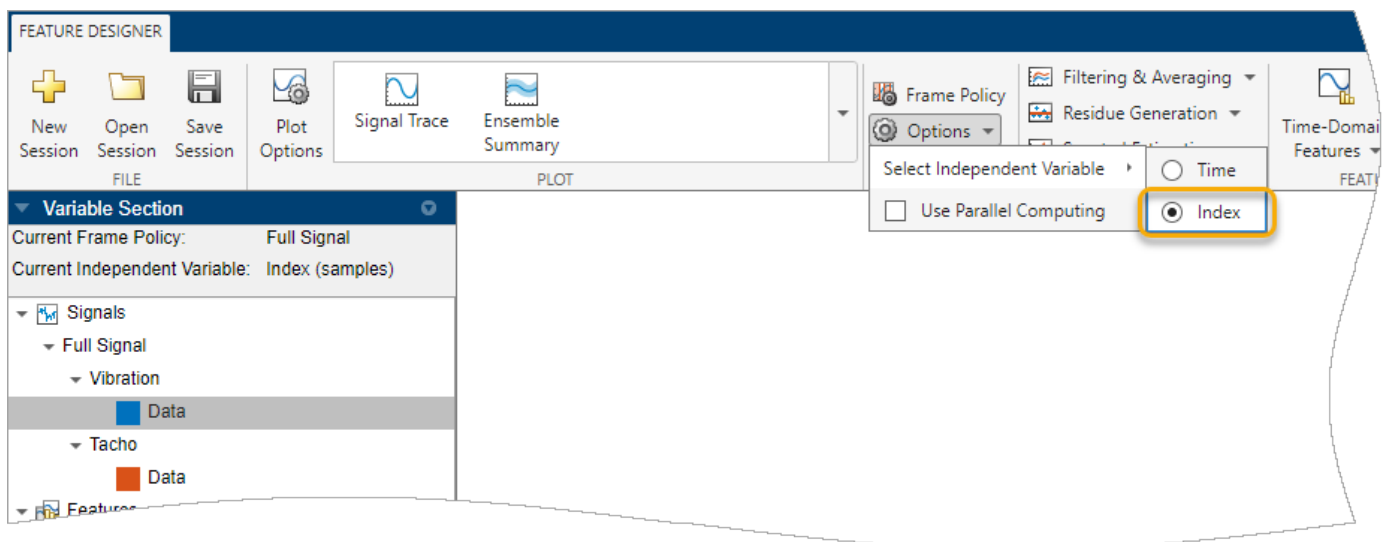 FEATURE DESIGNER
New
Session
Open
Session
Save
Session
Plot
Options
Signal Trace
Ensemble
Summary
Frame Policy
Options
Filtering & Averaging
Residue Generation
Time-Domai
Features
FILE
PLOT
FEAT
Select Independent Variable
Time
Use Parallel Computing
Index
Variable Section
Current Frame Policy: Full Signal
Current Independent Variable: Index (samples)
Signals
Full Signal
Vibration
Data
Tacho
Data
Features